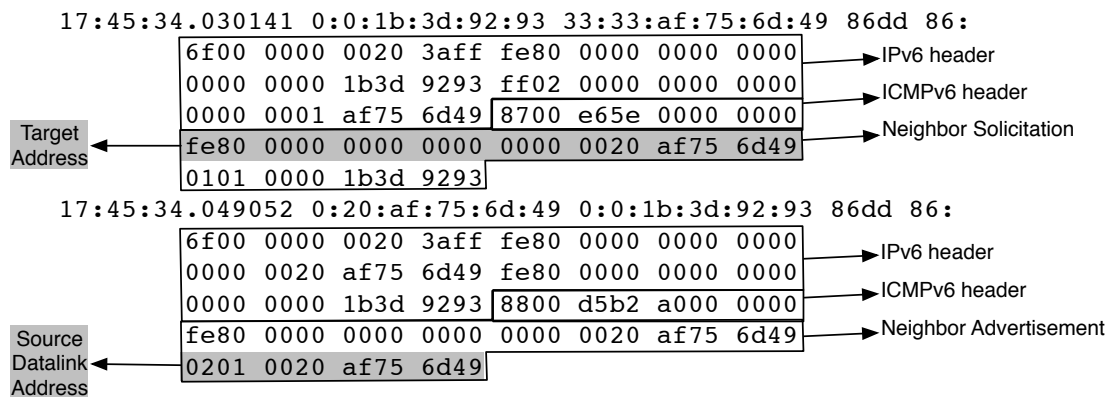 17:45:34.030141 0:0:1b:3d:92:93 33:33:af:75:6d:49 86dd 86:
6f00 0000 0020 3aff fe80 0000 0000 0000
IPv6 header
0000 0000 1b3d 9293 ff02 0000 0000 0000
ICMPv6 header
0000 0001 af75 6d49 8700 e65e 0000 0000
Neighbor Solicitation
Target
Address
fe80 0000 0000 0000 0000 0020 af75 6d49
0101 0000 1b3d 9293
17:45:34.049052 0:20:af:75:6d:49 0:0:1b:3d:92:93 86dd 86:
6f00 0000 0020 3aff fe80 0000 0000 0000
IPv6 header
0000 0020 af75 6d49 fe80 0000 0000 0000
ICMPv6 header
0000 0000 1b3d 9293 8800 d5b2 a000 0000
Neighbor Advertisement
fe80 0000 0000 0000 0000 0020 af75 6d49
Source
Datalink
Address
0201 0020 af75 6d49